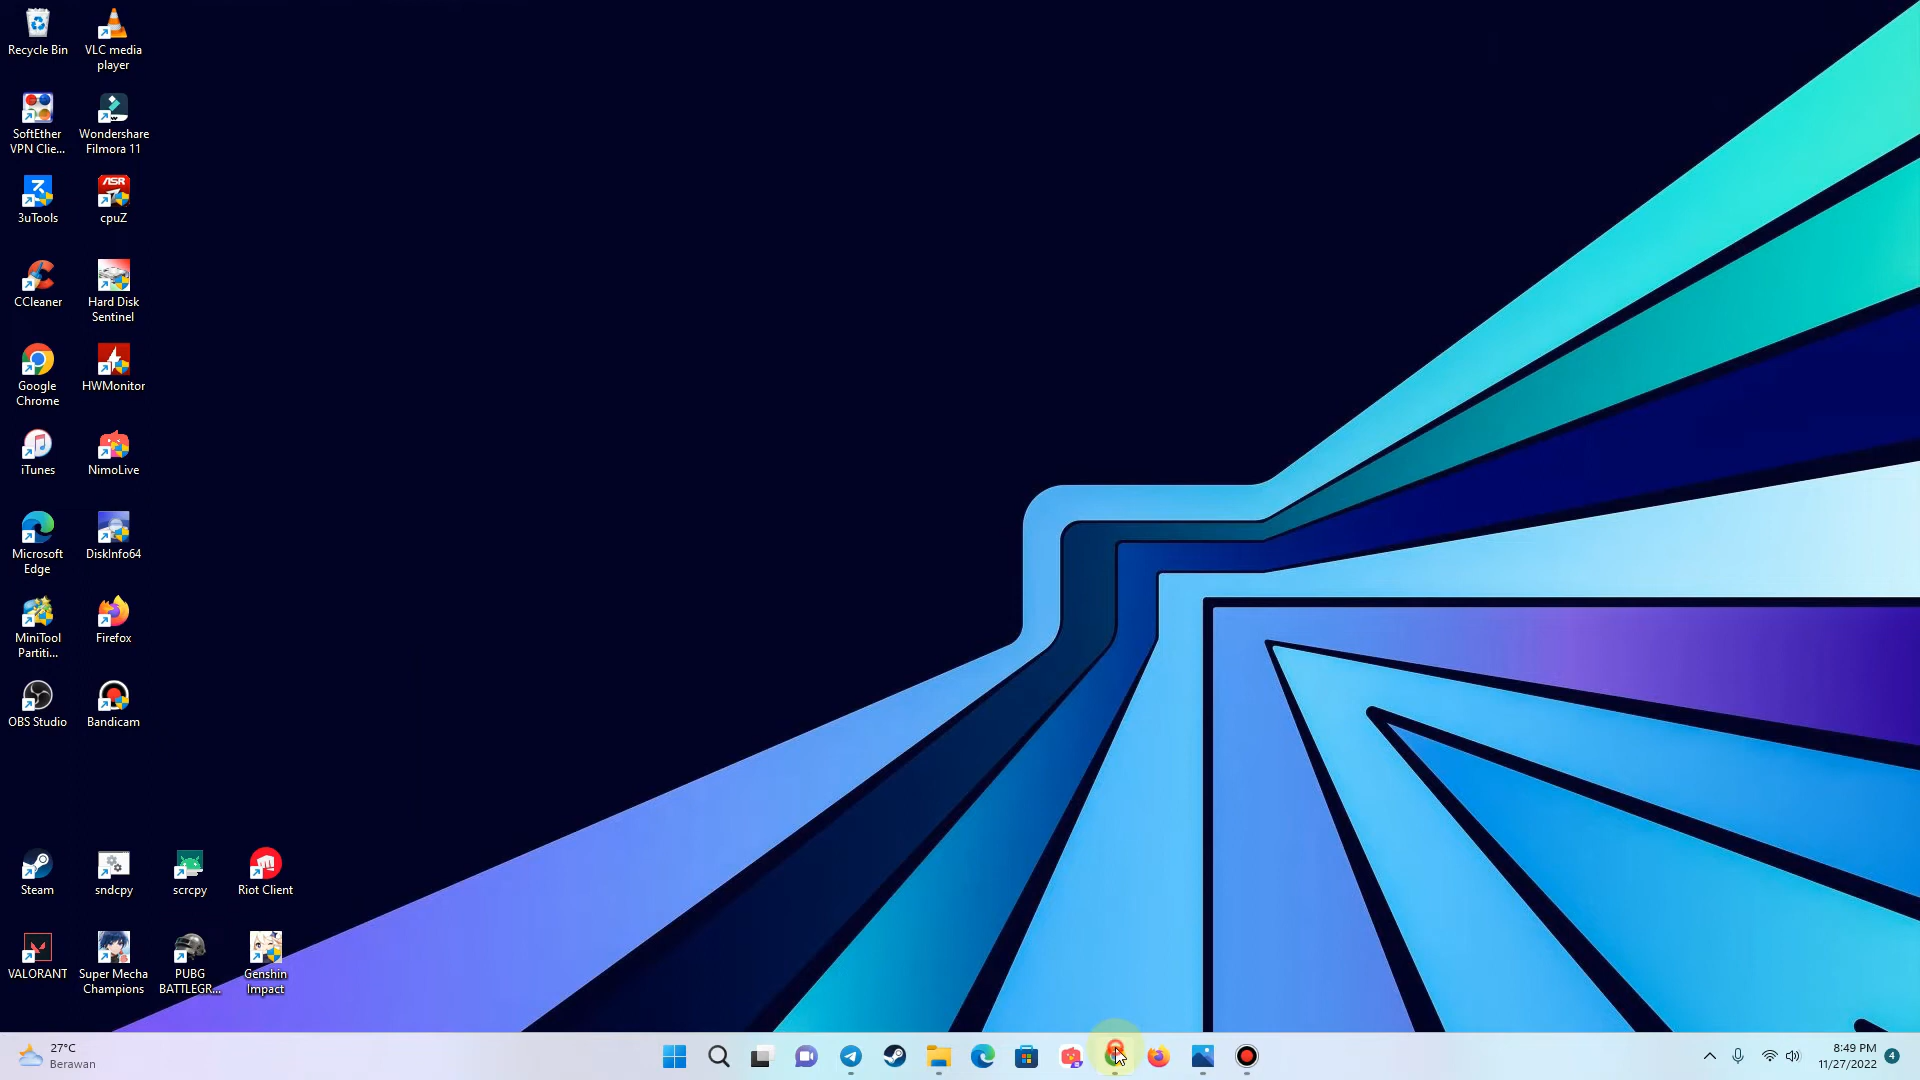 Recycle Bin
VLC media
player
SoftEther
VPN Clie...
Wondershare
Filmora 11
3uTools
ASR
cpuZ
CCleaner
Hard Disk
Sentinel
Google
Chrome
HWMonitor
iTunes
NimoLive
Microsoft
Edge
DiskInfo64
MiniTool
Partiti...
Firefox
OBS Studio
Bandicam
Steam
sndcpy
scrcpy
Riot Client
VALORANT
Super Mecha
Champions
PUBG
BATTLEGR...
Genshin
Impact
27°C
Berawan
8:49 PM
11/27/2022
4